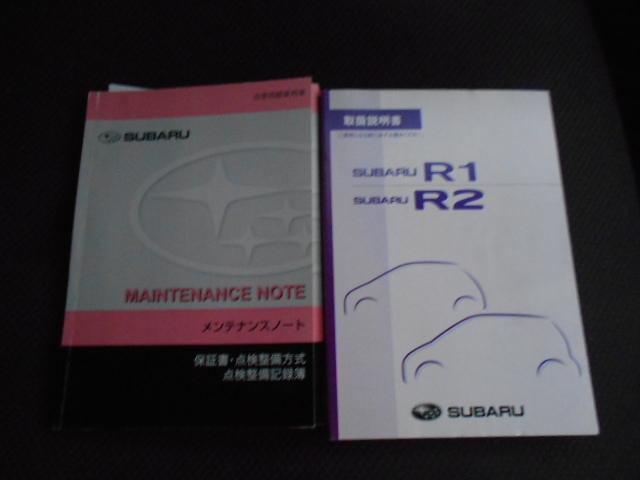 SUBARU
MAINTENANCE NOTE
メンテナンスノート
保証書・点検整備方式
点検整備記録簿
取扱説明書
SUBARU R1
SUBARU R2
SUBARU